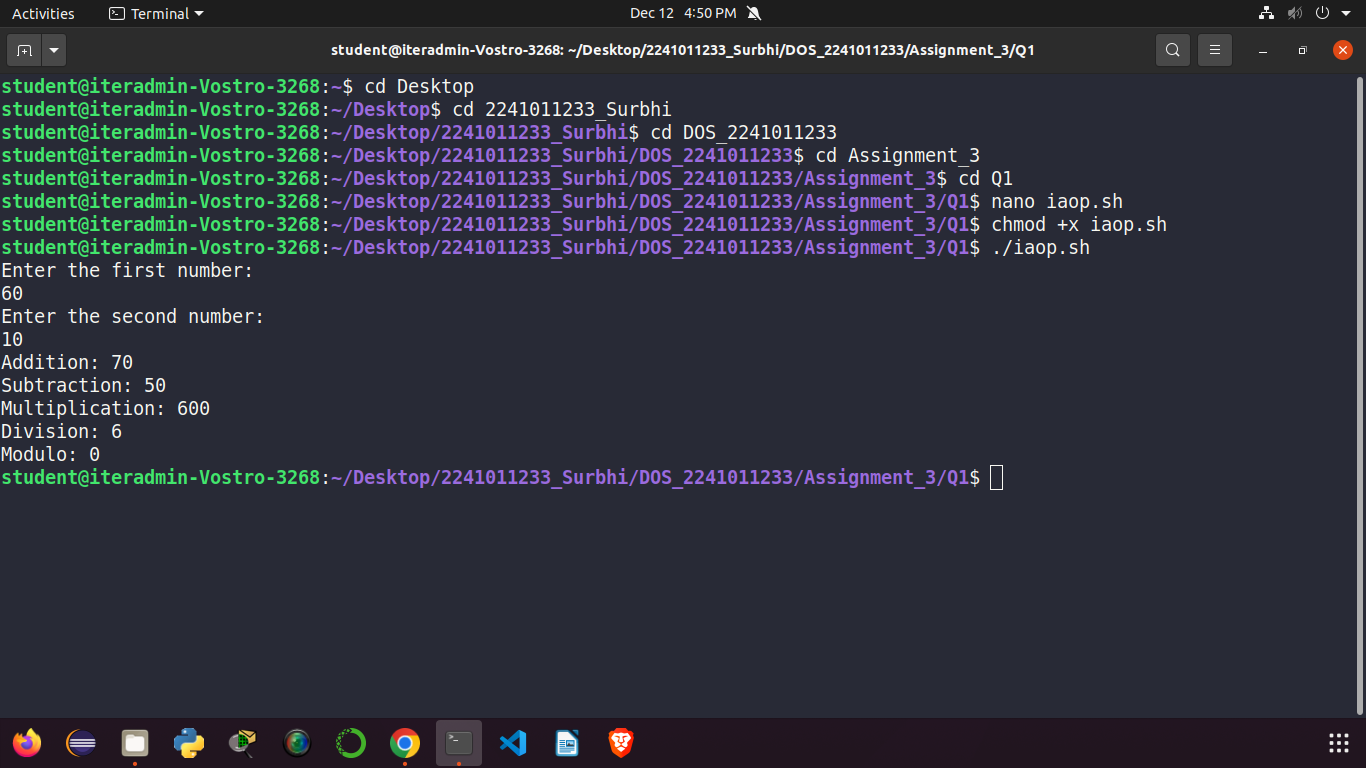 Activities Terminal Dec 12 4:50 PM
student@iteradmin-Vostro-3268: ~/Desktop/2241011233_Surbhi/DOS_2241011233/Assignment_3/Q1
student@iteradmin-Vostro-3268:~$ cd Desktop
student@iteradmin-Vostro-3268:~/Desktop$ cd 2241011233_Surbhi
student@iteradmin-Vostro-3268:~/Desktop/2241011233_Surbhi$ cd DOS_2241011233
student@iteradmin-Vostro-3268:~/Desktop/2241011233_Surbhi/DOS_2241011233$ cd Assignment_3
student@iteradmin-Vostro-3268:~/Desktop/2241011233_Surbhi/DOS_2241011233/Assignment_3$ cd Q1
student@iteradmin-Vostro-3268:~/Desktop/2241011233_Surbhi/DOS_2241011233/Assignment_3/Q1$ nano iaop.sh
student@iteradmin-Vostro-3268:~/Desktop/2241011233_Surbhi/DOS_2241011233/Assignment_3/Q1$ chmod +x iaop.sh
student@iteradmin-Vostro-3268:~/Desktop/2241011233_Surbhi/DOS_2241011233/Assignment_3/Q1$ ./iaop.sh
Enter the first number:
60
Enter the second number:
10
Addition: 70
Subtraction: 50
Multiplication: 600
Division: 6
Modulo: 0
student@iteradmin-Vostro-3268:~/Desktop/2241011233_Surbhi/DOS_2241011233/Assignment_3/Q1$